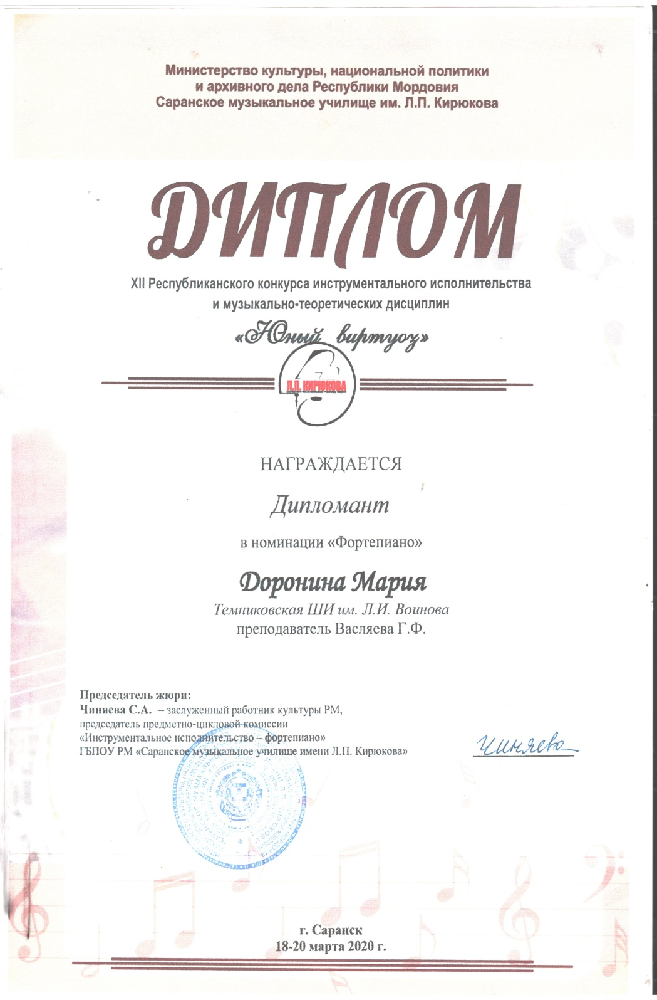 Министерство культуры, национальной политики
и архивного дела Республики Мордовия
Саранское музыкальное училище им. Л.П. Кирюкова
ДИПЛОМ
XII Республиканского конкурса инструментального исполнительства
и музыкально-теоретических дисциплин
«Юный виртуоз»
Л.П. КИРЮКОВА
НАГРАЖДАЕТСЯ
Дипломант
в номинации «Фортепиано»
Доронина Мария
Темниковская ШИ им. Л.И. Воинова
преподаватель Васляева Г.Ф.
Председатель жюри:
Чиняева С.А. – заслуженный работник культуры РМ,
председатель предметно-цикловой комиссии
«Инструментальное исполнительство – фортепиано»
ГБПОУ РМ «Саранское музыкальное училище имени Л.П. Кирюкова»
Чиняева
г. Саранск
18-20 марта 2020 г.